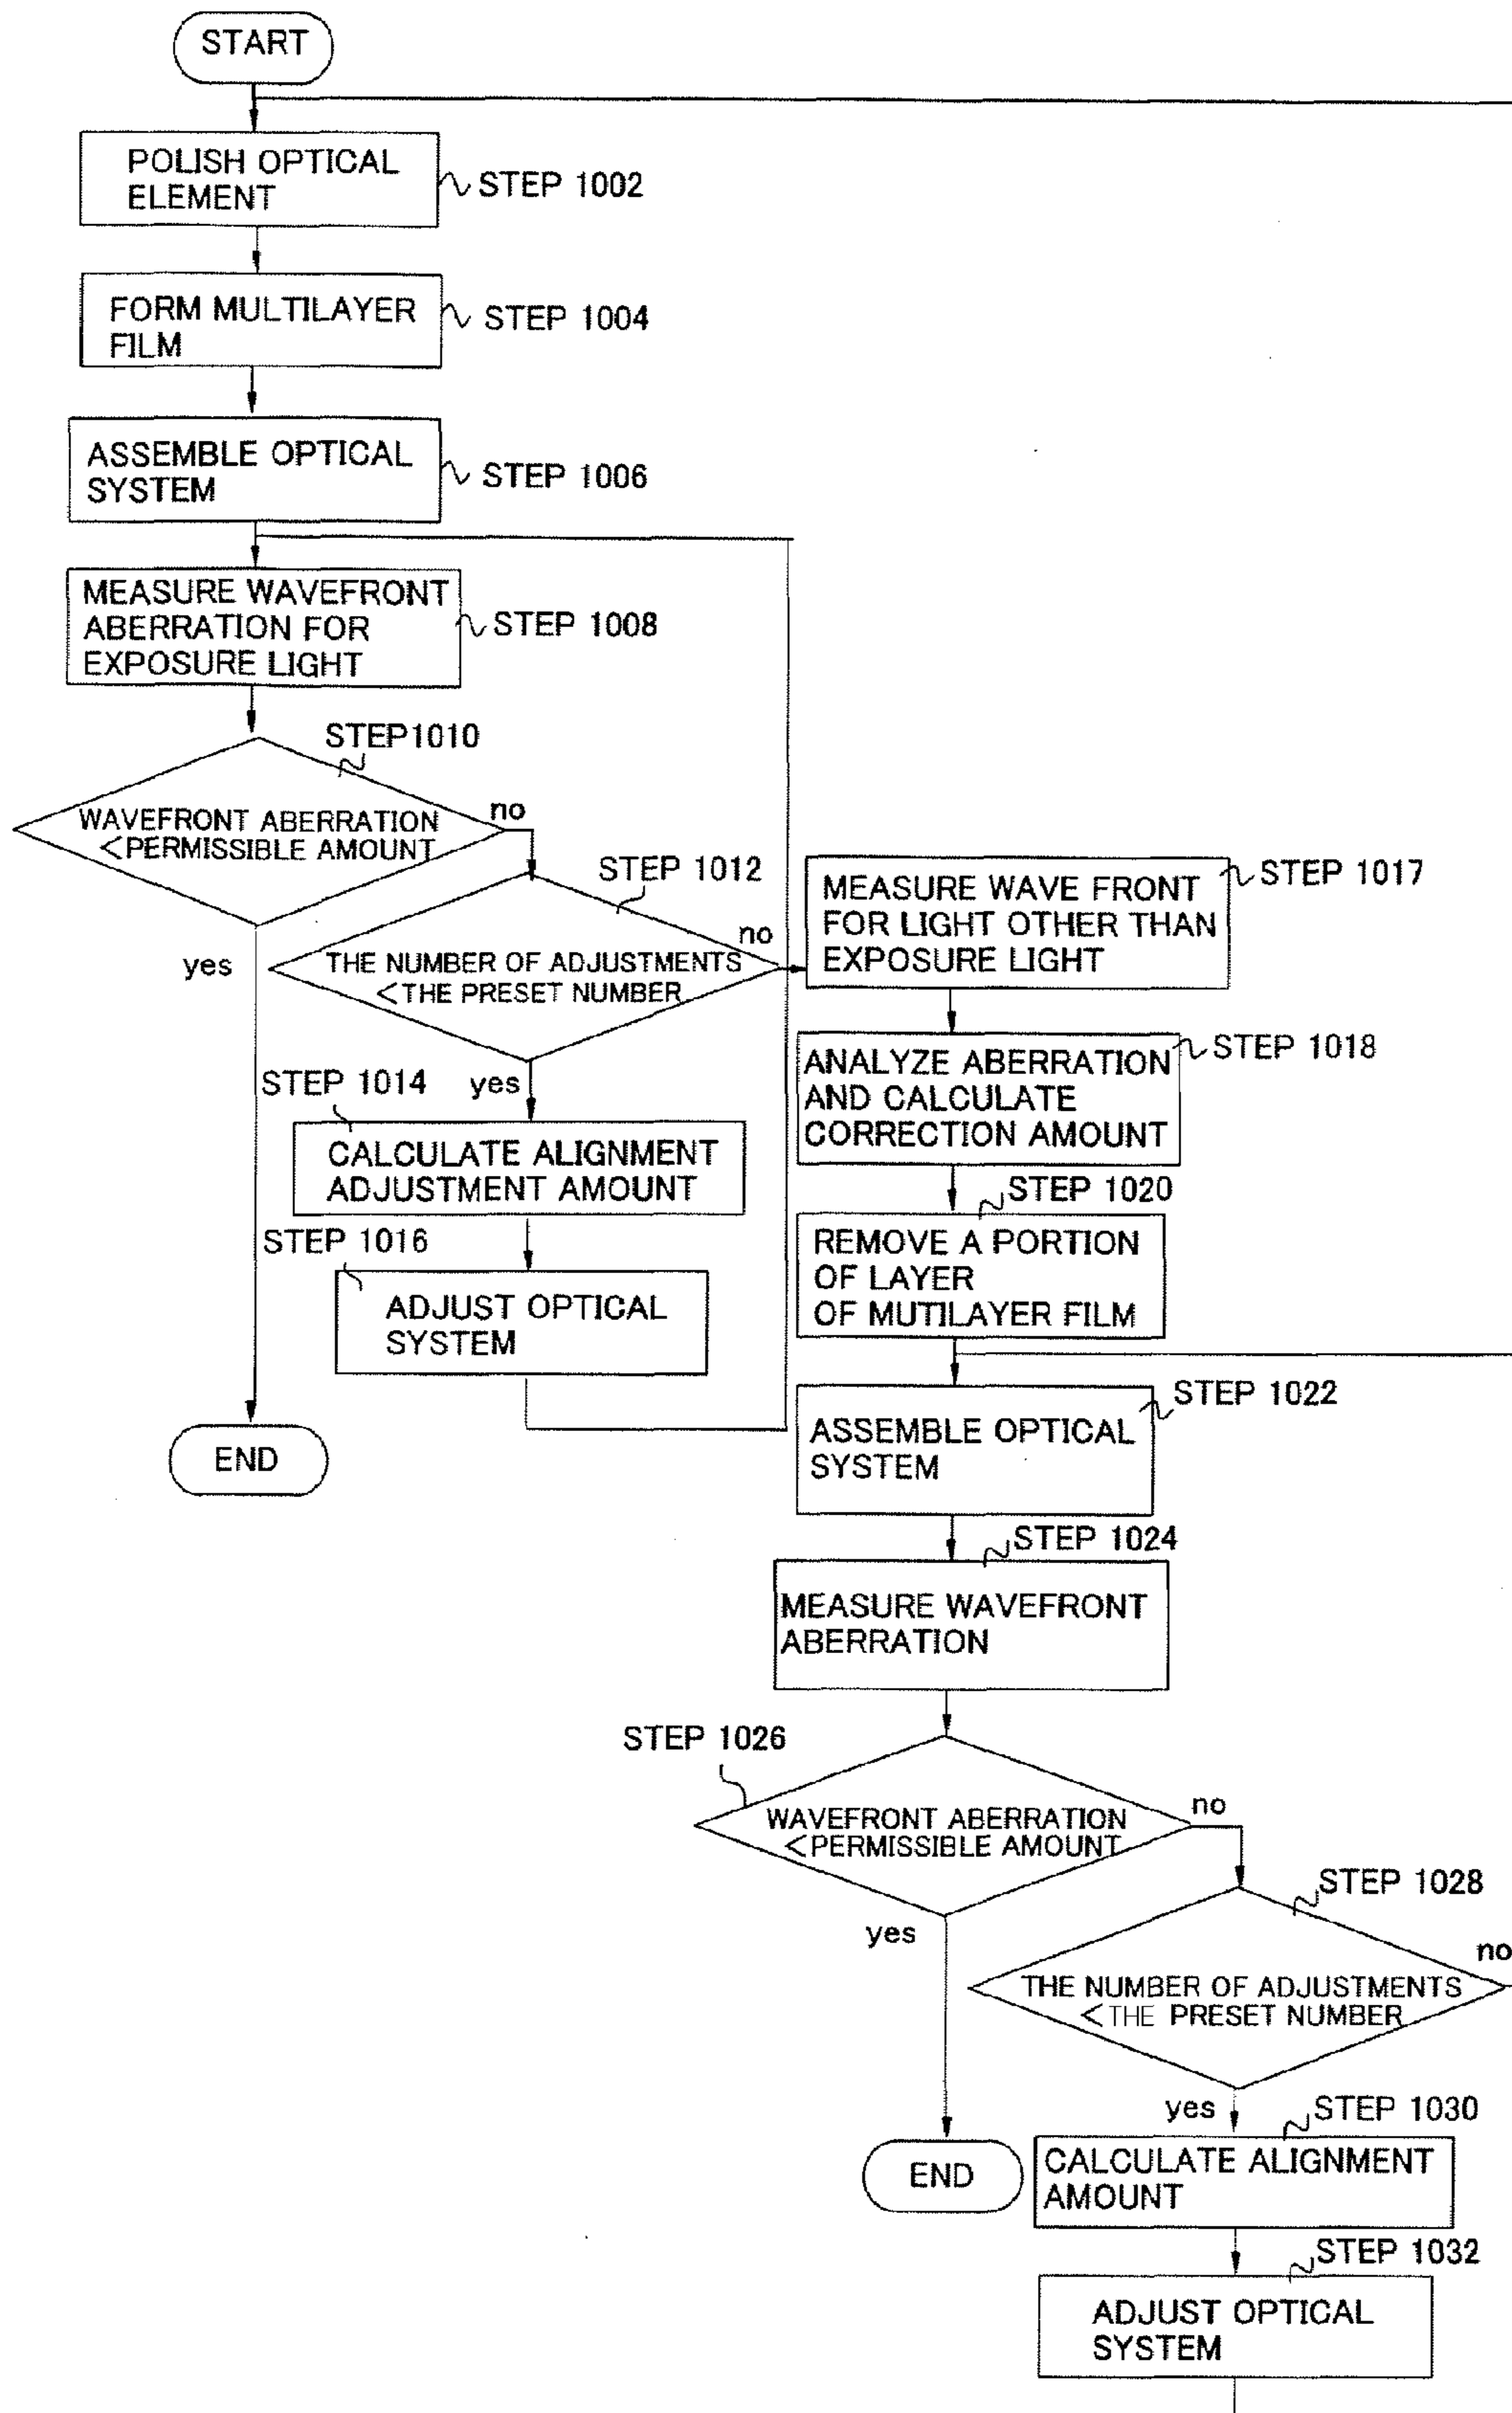 START
POLISH OPTICAL
ELEMENT
STEP 1002
FORM MULTILAYER
FILM
STEP 1004
ASSEMBLE OPTICAL
SYSTEM
STEP 1006
MEASURE WAVEFRONT
ABERRATION FOR
EXPOSURE LIGHT
STEP 1008
STEP1010
WAVEFRONT ABERRATION
<PERMISSIBLE AMOUNT
no
yes
STEP 1012
THE NUMBER OF ADJUSTMENTS
<THE PRESET NUMBER
no
yes
STEP 1014
CALCULATE ALIGNMENT
ADJUSTMENT AMOUNT
STEP 1016
ADJUST OPTICAL
SYSTEM
END
MEASURE WAVE FRONT
FOR LIGHT OTHER THAN
EXPOSURE LIGHT
STEP 1017
ANALYZE ABERRATION
AND CALCULATE
CORRECTION AMOUNT
STEP 1018
STEP 1020
REMOVE A PORTION
OF LAYER
OF MUTILAYER FILM
STEP 1022
ASSEMBLE OPTICAL
SYSTEM
STEP 1024
MEASURE WAVEFRONT
ABERRATION
STEP 1026
WAVEFRONT ABERRATION
<PERMISSIBLE AMOUNT
no
yes
STEP 1028
THE NUMBER OF ADJUSTMENTS
<THE PRESET NUMBER
no
yes
END
STEP 1030
CALCULATE ALIGNMENT
AMOUNT
STEP 1032
ADJUST OPTICAL
SYSTEM